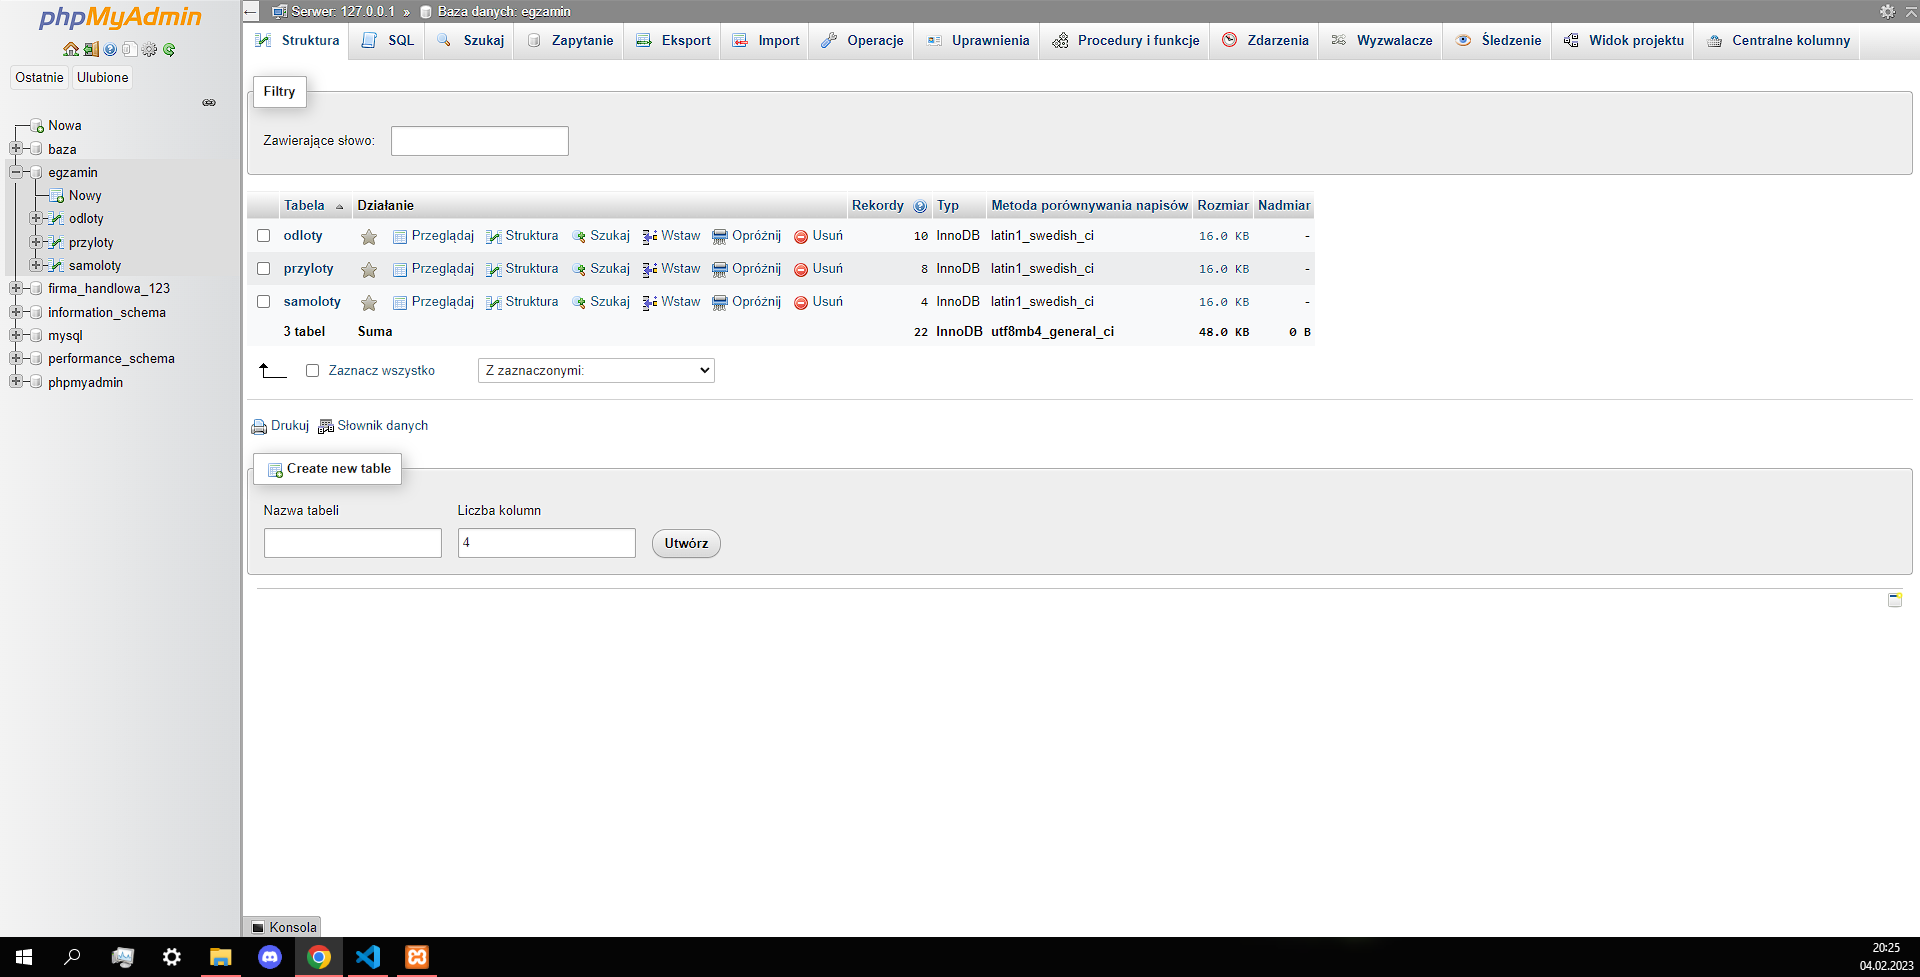 phpMyAdmin
Ostatnie Ulubione
Nowa
baza
egzamin
Nowy
odloty
przyloty
samoloty
firma_handlowa_123
information_schema
mysql
performance_schema
phpmyadmin
Serwer: 127.0.0.1 » Baza danych: egzamin
Struktura SQL Szukaj Zapytanie Eksport Import Operacje Uprawnienia Procedury i funkcje Zdarzenia Wyzwalacze Śledzenie Widok projektu Centralne kolumny
Filtry
Zawierające słowo:
Tabela Działanie Rekordy Typ Metoda porównywania napisów Rozmiar Nadmiar
odloty Przeglądaj Struktura Szukaj Wstaw Opróżnij Usuń 10 InnoDB latin1_swedish_ci 16.0 KB -
przyloty Przeglądaj Struktura Szukaj Wstaw Opróżnij Usuń 8 InnoDB latin1_swedish_ci 16.0 KB -
samoloty Przeglądaj Struktura Szukaj Wstaw Opróżnij Usuń 4 InnoDB latin1_swedish_ci 16.0 KB -
3 tabel Suma 22 InnoDB utf8mb4_general_ci 48.0 KB 0 B
Zaznacz wszystko Z zaznaczonymi:
Drukuj Słownik danych
Create new table
Nazwa tabeli Liczba kolumn
4 Utwórz
Konsola
20:25
04.02.2023